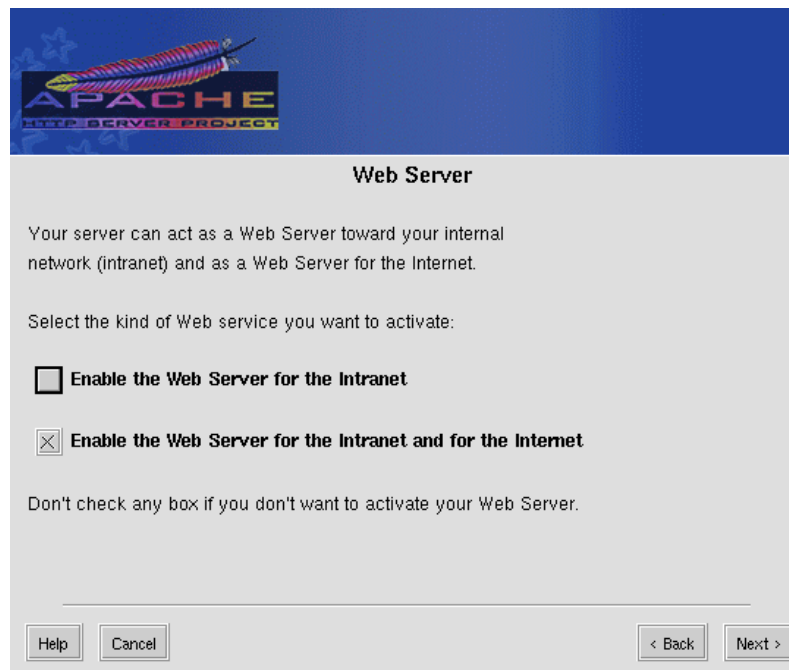 APACHE
HTTP SERVER PROJECT
Web Server
Your server can act as a Web Server toward your internal
network (intranet) and as a Web Server for the Internet.
Select the kind of Web service you want to activate:
Enable the Web Server for the Intranet
Enable the Web Server for the Intranet and for the Internet
Don't check any box if you don't want to activate your Web Server.
Help Cancel < Back Next >